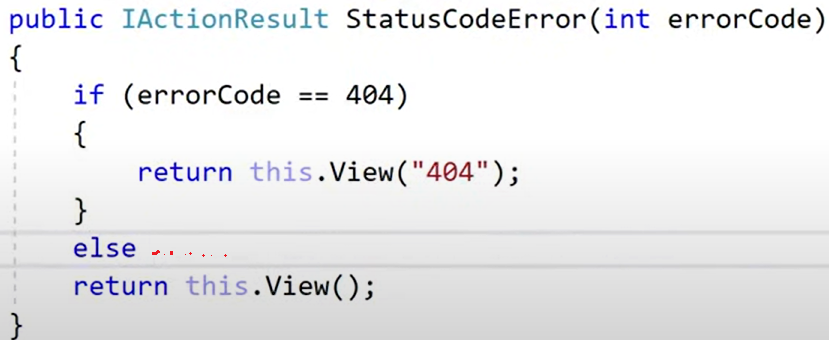 public IActionResult StatusCodeError(int errorCode)
{
if (errorCode == 404)
{
return this.View("404");
}
else
return this.View();
}